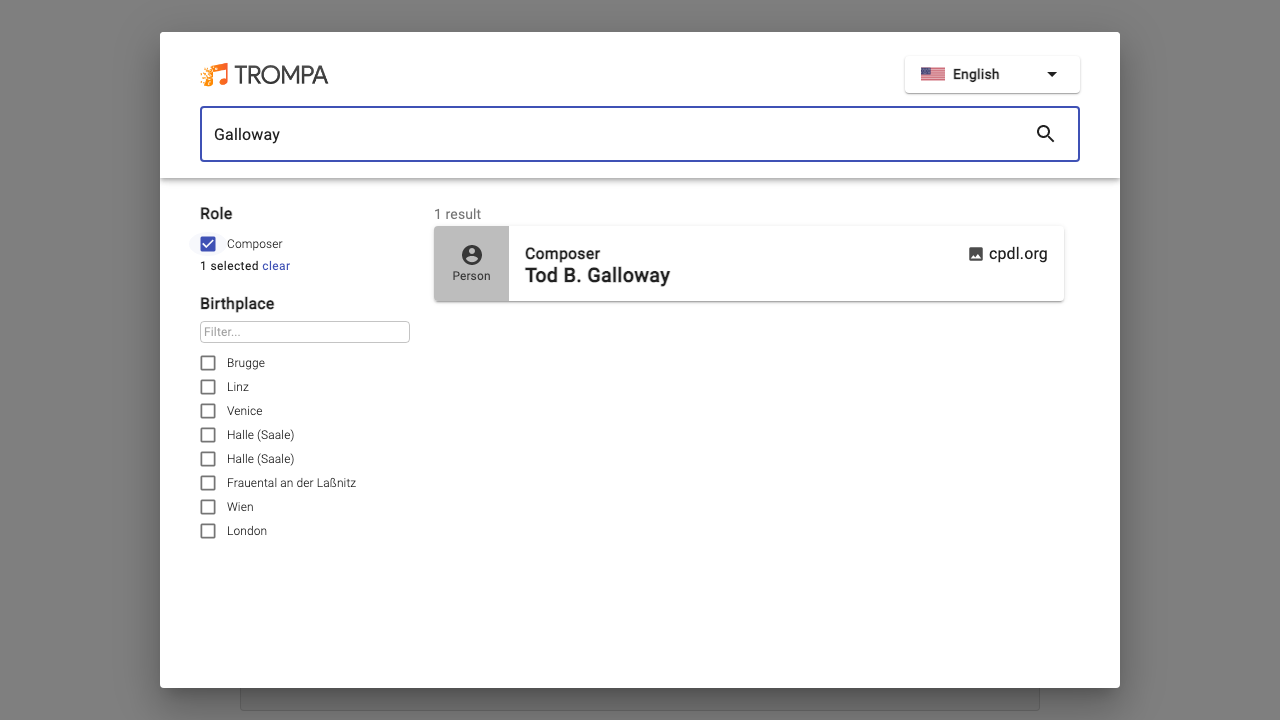 TROMPA
English
Galloway
Role
Composer
1 selected clear
Birthplace
Filter...
Brugge
Linz
Venice
Halle (Saale)
Halle (Saale)
Frauental an der Laßnitz
Wien
London
1 result
Person
Composer
Tod B. Galloway
cpdl.org